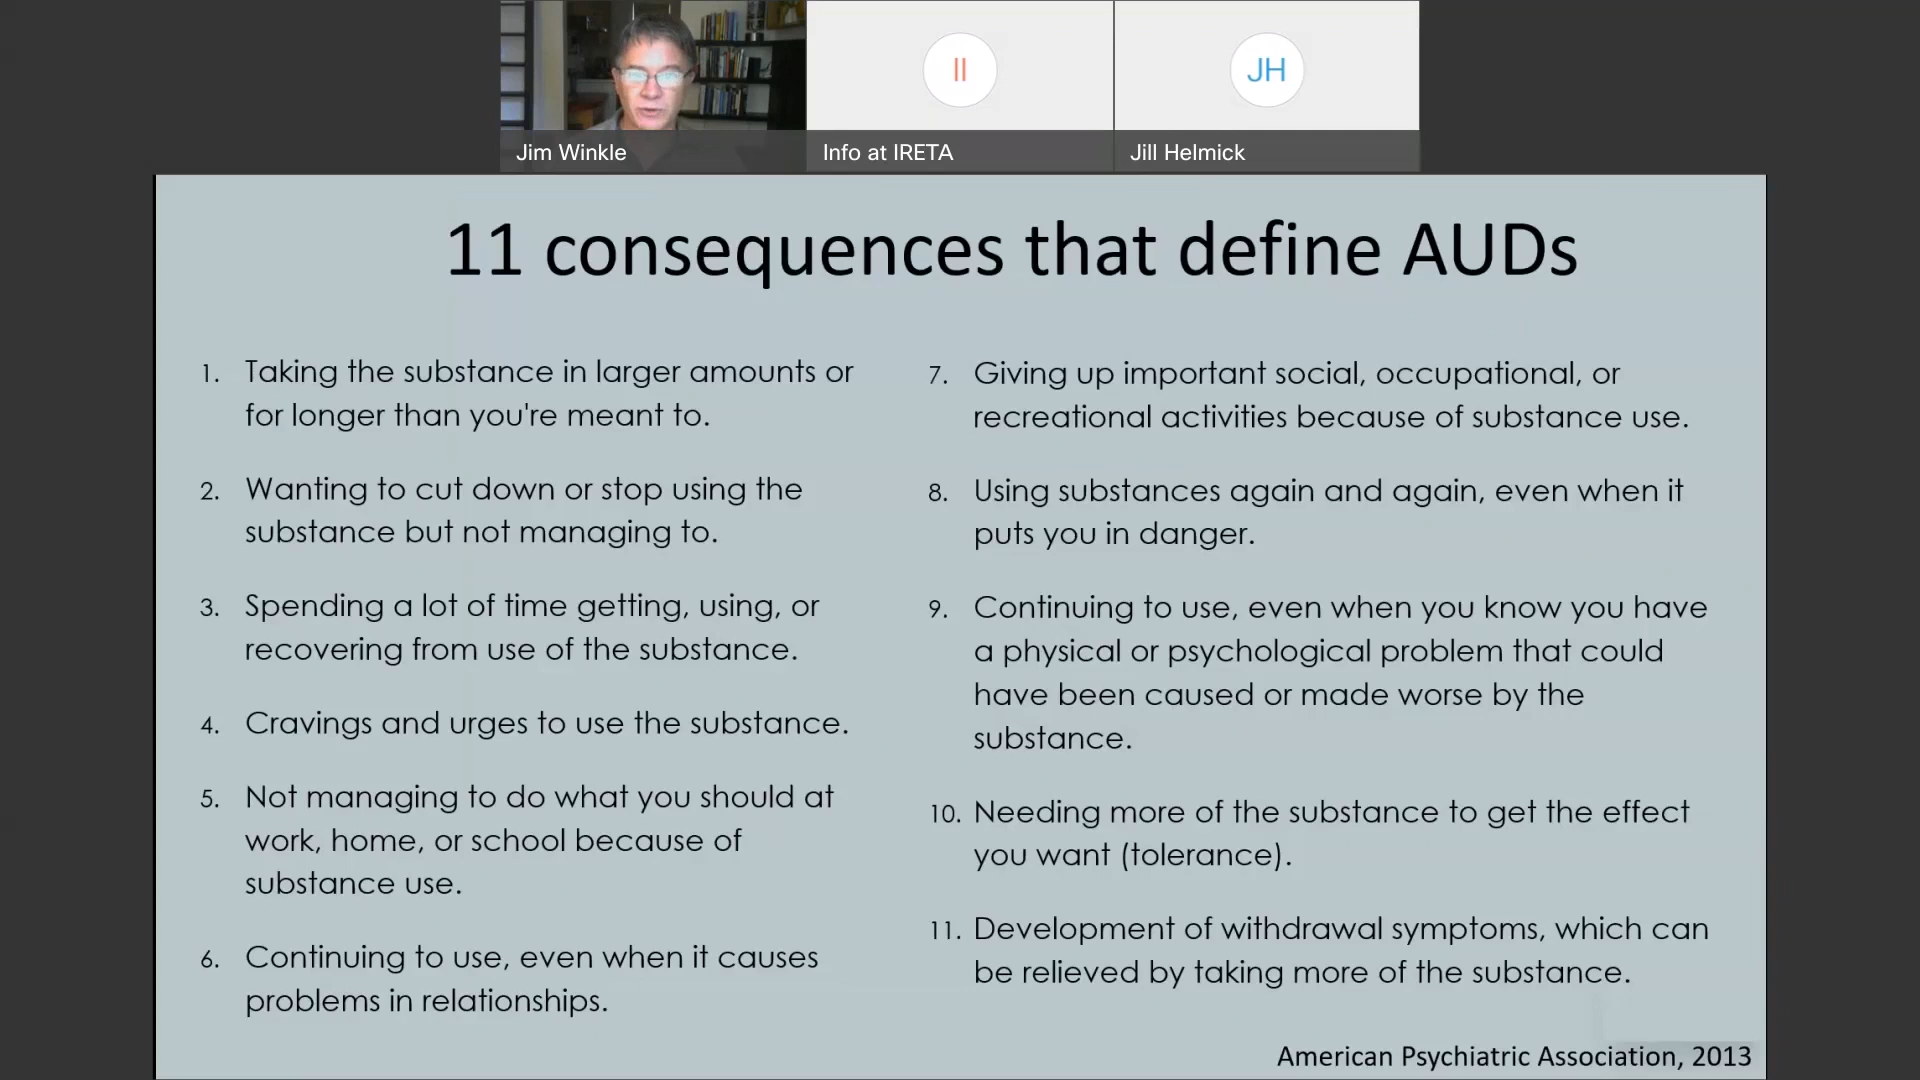 II
JH
Jim Winkle
Info at IRETA
Jill Helmick
11 consequences that define AUDs
1. Taking the substance in larger amounts or
for longer than you're meant to.
2. Wanting to cut down or stop using the
substance but not managing to.
3. Spending a lot of time getting, using, or
recovering from use of the substance.
4. Cravings and urges to use the substance.
5. Not managing to do what you should at
work, home, or school because of
substance use.
6. Continuing to use, even when it causes
problems in relationships.
7. Giving up important social, occupational, or
recreational activities because of substance use.
8. Using substances again and again, even when it
puts you in danger.
9. Continuing to use, even when you know you have
a physical or psychological problem that could
have been caused or made worse by the
substance.
10. Needing more of the substance to get the effect
you want (tolerance).
11. Development of withdrawal symptoms, which can
be relieved by taking more of the substance.
American Psychiatric Association, 2013